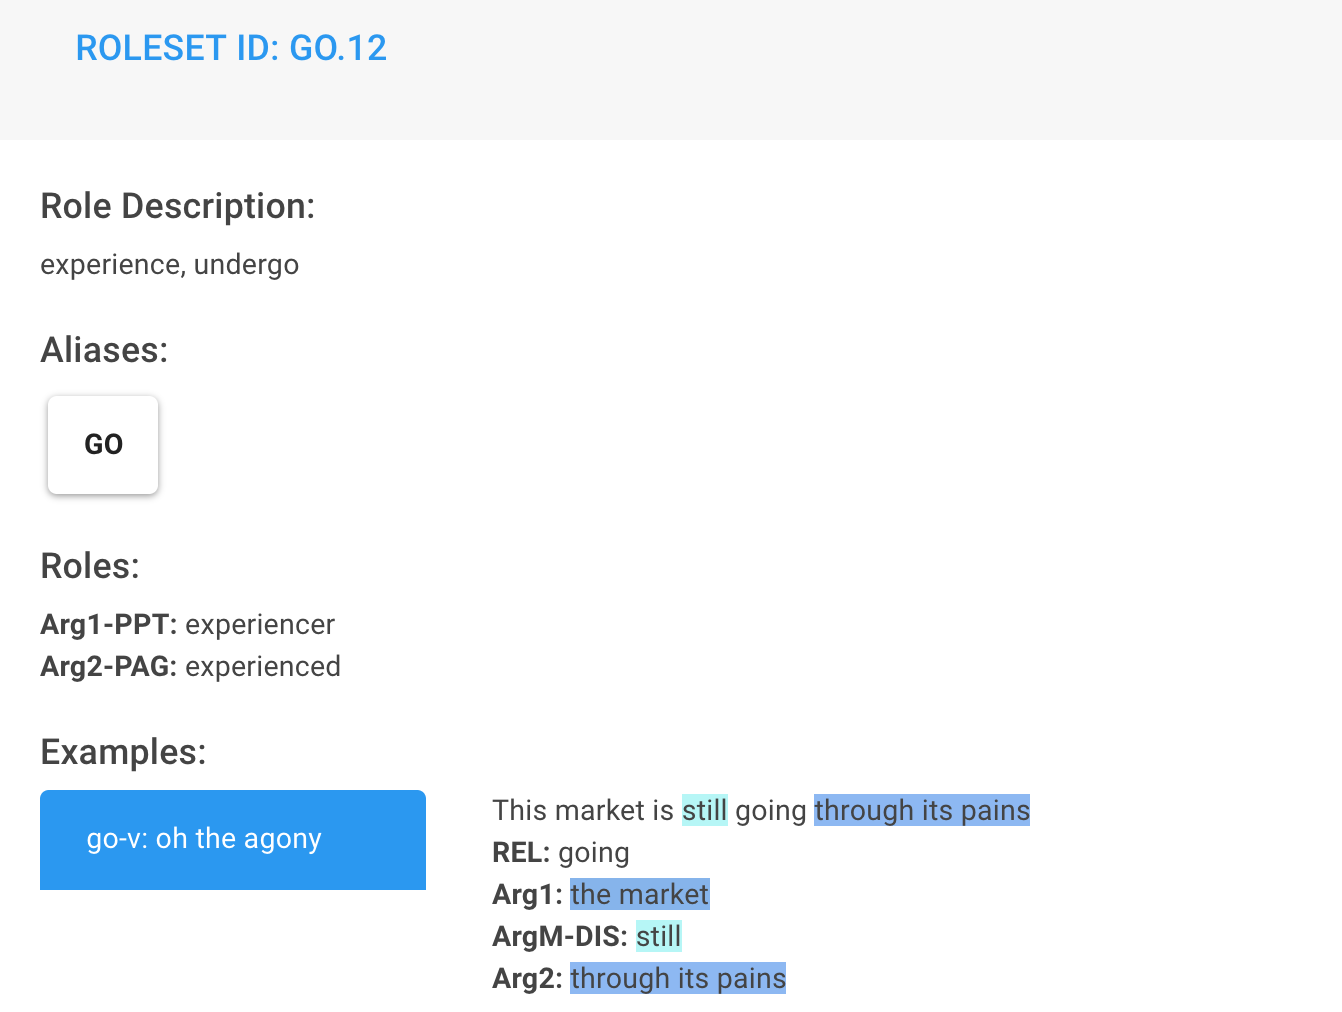 ROLESET ID: GO.12
Role Description:
experience, undergo
Aliases:
GO
Roles:
Arg1-PPT: experiencer
Arg2-PAG: experienced
Examples:
go-v: oh the agony
This market is still going through its pains
REL: going
Arg1: the market
ArgM-DIS: still
Arg2: through its pains